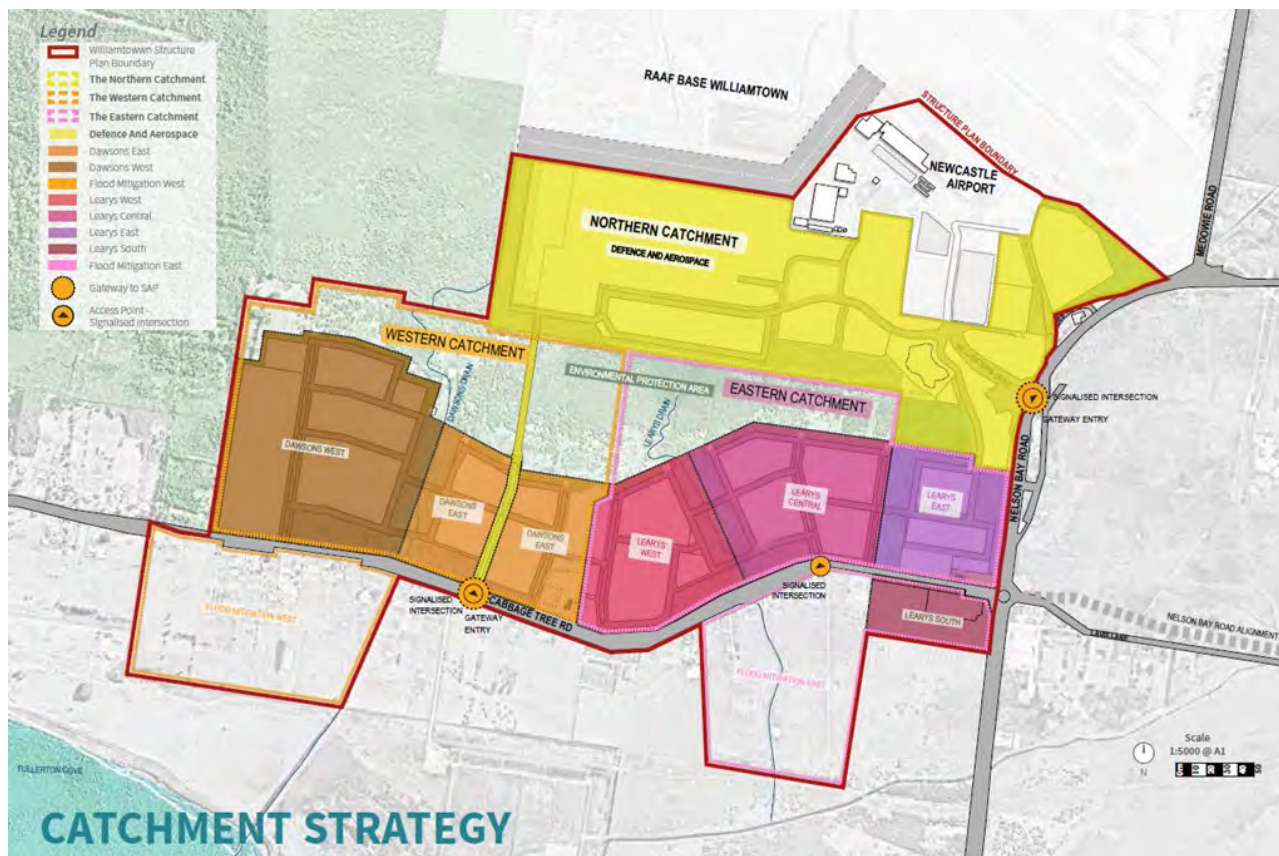 Legend
Williamtowwn Structure
Plan Boundary
The Northern Catchment
The Western Catchment
The Eastern Catchment
Defence And Aerospace
Dawsons East
Dawsons West
Flood Mitigation West
Learys West
Learys Central
Learys East
Learys South
Flood Mitigation East
Gateway to SAP
Access Point -
Signalised Intersection
RAAF BASE WILLIAMTOWN
STRUCTURE PLAN BOUNDARY
NEWCASTLE
AIRPORT
MEDOWIE ROAD
NORTHERN CATCHMENT
DEFENCE AND AEROSPACE
WESTERN CATCHMENT
DAWSONS DRAIN
ENVIRONMENTAL PROTECTION AREA
EASTERN CATCHMENT
LEARYS DRAIN
SIGNALISED INTERSECTION
GATEWAY ENTRY
NELSON BAY ROAD
DAWSONS WEST
DAWSONS
EAST
DAWSONS
EAST
LEARYS
WEST
LEARYS
CENTRAL
LEARYS
EAST
SIGNALISED
INTERSECTION
GATEWAY
ENTRY
CABBAGE TREE RD
SIGNALISED
INTERSECTION
LEARYS SOUTH
FLOOD MITIGATION WEST
FLOOD MITIGATION EAST
NELSON BAY ROAD ALIGNMENT
FULLERTON COVE
Scale
1:5000 @ A1
N
CATCHMENT STRATEGY